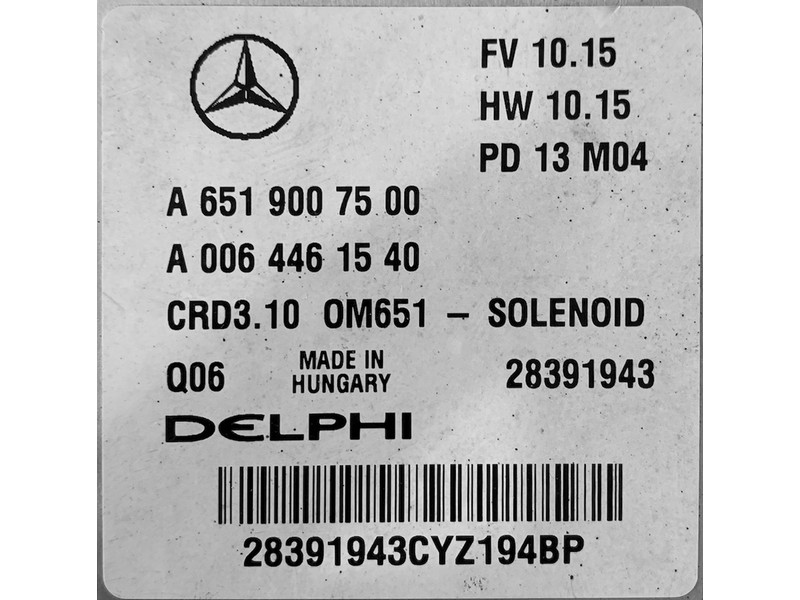 FV 10.15
HW 10.15
PD 13 M04
A 651 900 75 00
A 006 446 15 40
CRD3.10 OM651 – SOLENOID
Q06 MADE IN HUNGARY 28391943
DELPHI
28391943CYZ194BP